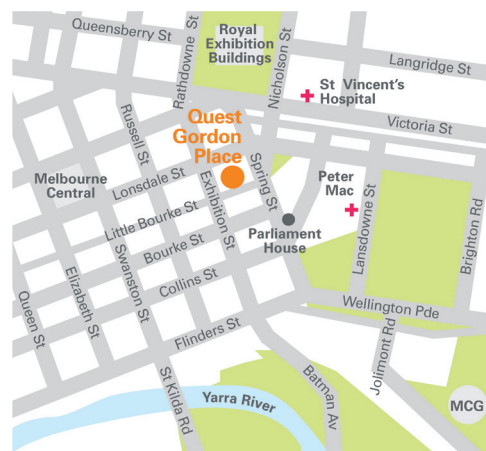 Queensberry St
Rathdowne St
Royal
Exhibition
Buildings
Nicholson St
Langridge St
St Vincent's
Hospital
Victoria St
Russell St
Quest
Gordon
Place
Melbourne
Central
Lonsdale St
Spring St
Peter
Mac
Little Bourke St
Exhibition St
Lansdowne St
Brighton Rd
Bourke St
Parliament
House
Collins St
Swanston St
Elizabeth St
Queen St
Wellington Pde
Flinders St
Jolimont Rd
St Kilda Rd
Batman Av
Yarra River
MCG